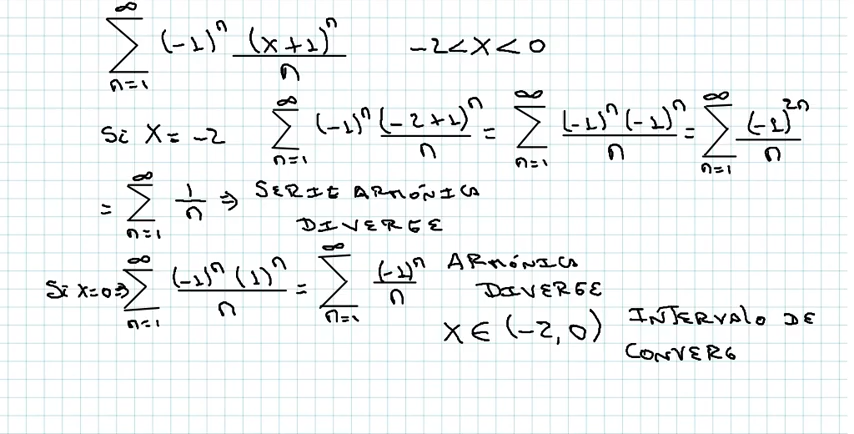 ∑_{n=1}^{∞} (-1)^n (x+1)^n / n   -2 < x < 0
Si x = -2   ∑_{n=1}^{∞} (-1)^n (-2+1)^n / n = ∑_{n=1}^{∞} (-1)^n (-1)^n / n = ∑_{n=1}^{∞} (-1)^{2n} / n
= ∑_{n=1}^{∞} 1/n ⇒ SERIE ARMÓNICA
DIVERGE
Si x=0 ⇒ ∑_{n=1}^{∞} (-1)^n (1)^n / n = ∑_{n=1}^{∞} (-1)^n / n   ARMÓNICA
DIVERGE
x ∈ (-2, 0)   INTERVALO DE
CONVERG